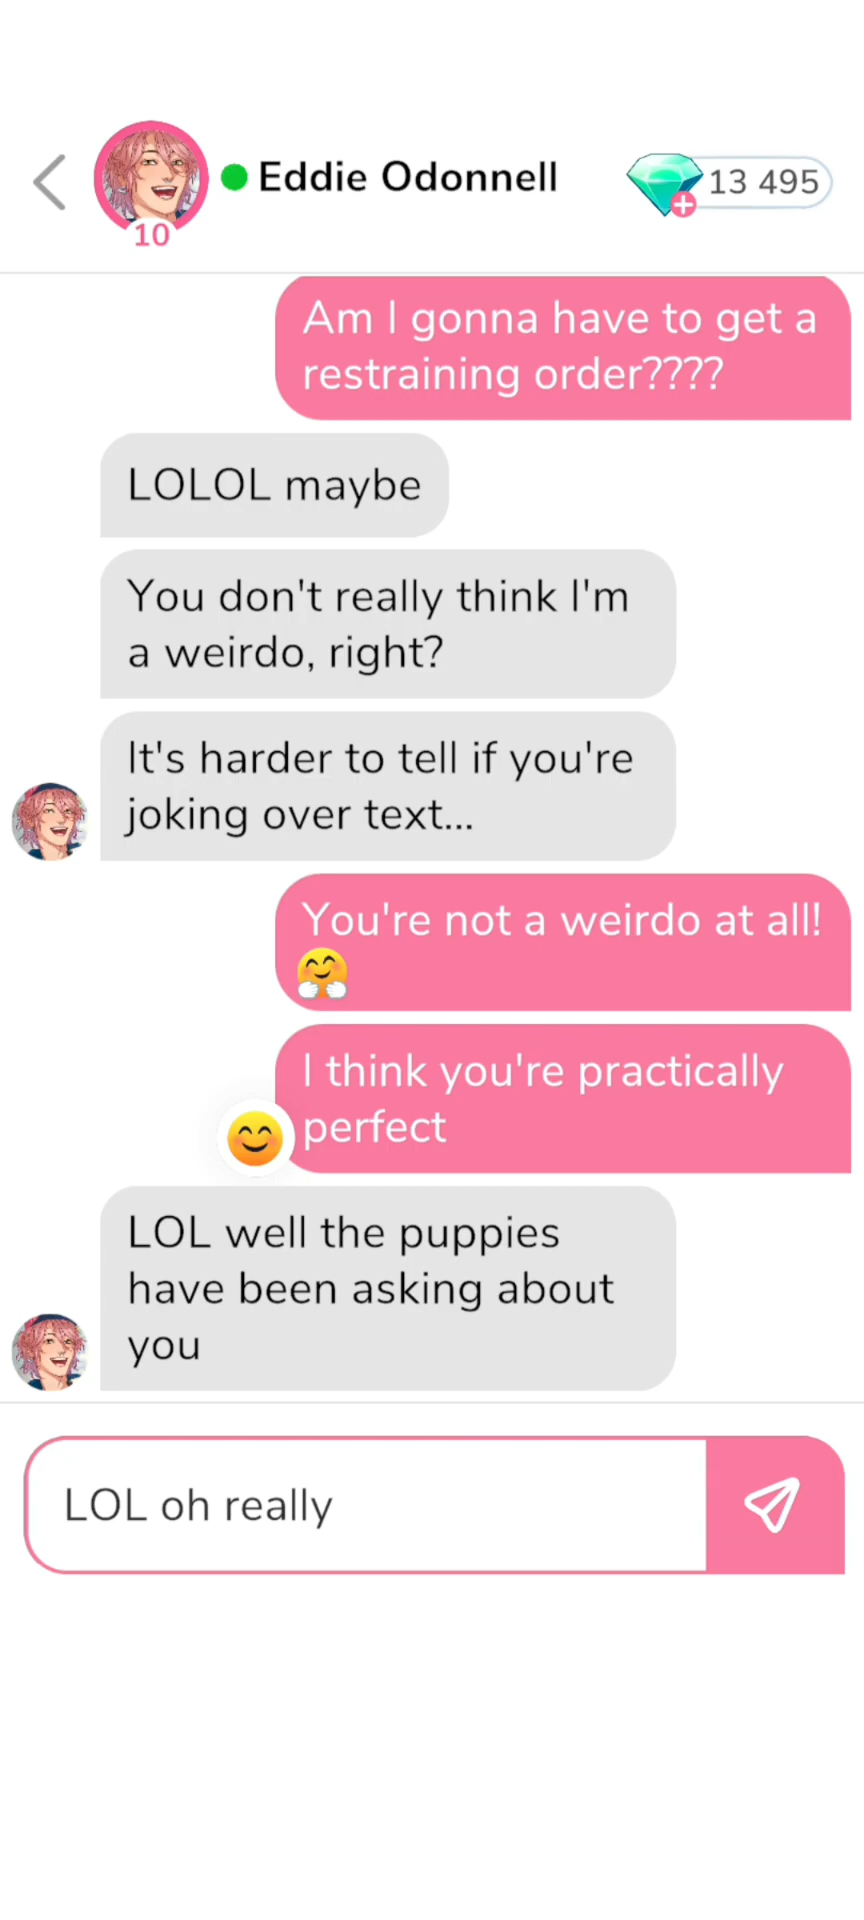 Eddie Odonnell
13 495
10
Am I gonna have to get a
restraining order????
LOLOL maybe
You don't really think I'm
a weirdo, right?
It's harder to tell if you're
joking over text...
You're not a weirdo at all!
🤗
I think you're practically
perfect
😊
LOL well the puppies
have been asking about
you
LOL oh really